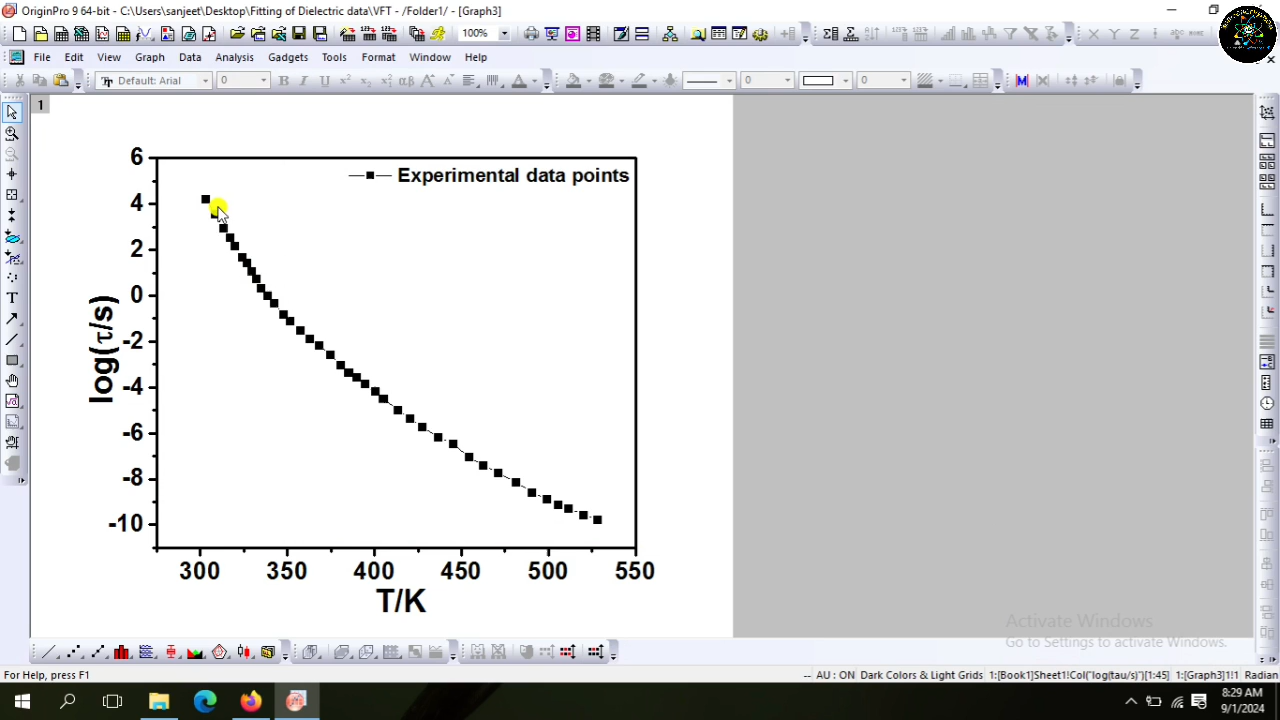 OriginPro 9 64-bit - C:\Users\sanjeet\Desktop\Fitting of Dielectric data\VFT - /Folder1/ - [Graph3]
100%
File Edit View Graph Data Analysis Gadgets Tools Format Window Help
Default: Arial 0 B I U 0 0
1
6
4
2
0
-2
-4
-6
-8
-10
log(τ/s)
Experimental data points
300 350 400 450 500 550
T/K
Activate Windows
Go to Settings to activate Windows.
For Help, press F1
-- AU : ON Dark Colors & Light Grids 1:[Book1]Sheet1!Col("log(tau/s)")[1:45] 1:[Graph3]1!1 Radian
8:29 AM
9/1/2024